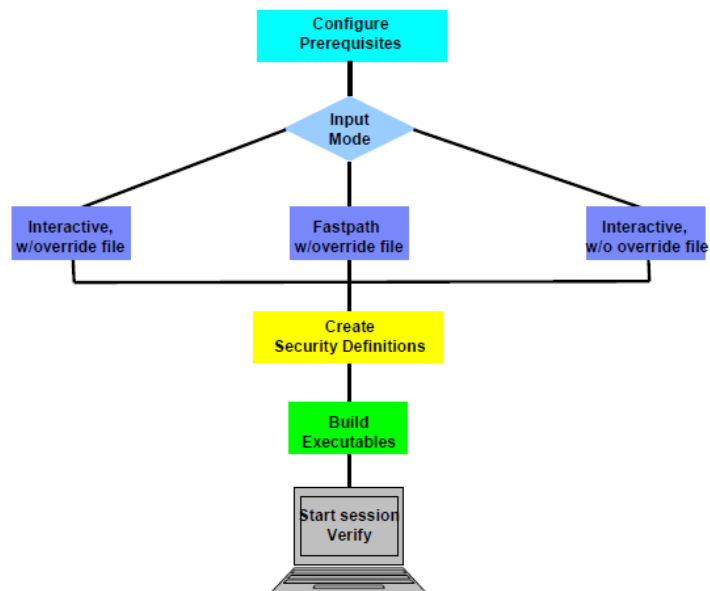 Configure
Prerequisites
Input
Mode
Interactive,
w/override file
Fastpath
w/override file
Interactive,
w/o override file
Create
Security Definitions
Build
Executables
Start session
Verify